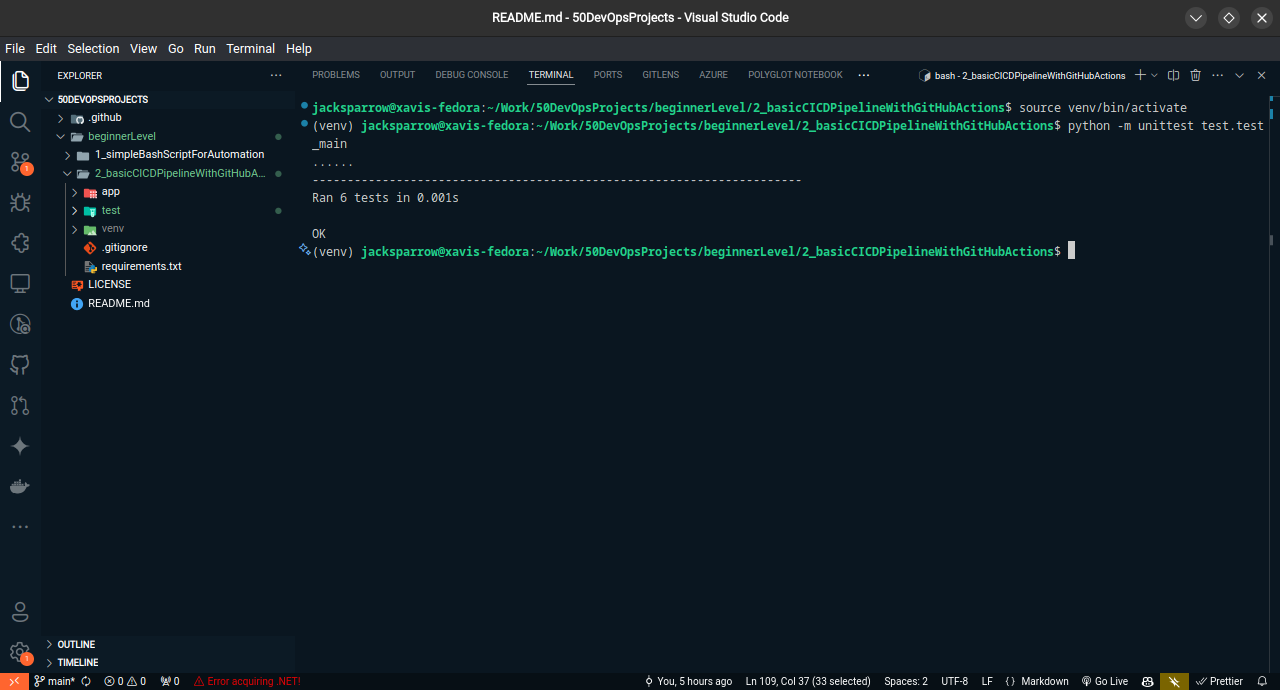 README.md - 50DevOpsProjects - Visual Studio Code
File Edit Selection View Go Run Terminal Help
EXPLORER
50DEVOPSPROJECTS
.github
beginnerLevel
1_simpleBashScriptForAutomation
2_basicCICDPipelineWithGitHubA...
app
test
venv
.gitignore
requirements.txt
LICENSE
README.md
OUTLINE
TIMELINE
1
1
PROBLEMS OUTPUT DEBUG CONSOLE TERMINAL PORTS GITLENS AZURE POLYGLOT NOTEBOOK
bash - 2_basicCICDPipelineWithGitHubActions
jacksparrow@xavis-fedora:~/Work/50DevOpsProjects/beginnerLevel/2_basicCICDPipelineWithGitHubActions$ source venv/bin/activate
(venv) jacksparrow@xavis-fedora:~/Work/50DevOpsProjects/beginnerLevel/2_basicCICDPipelineWithGitHubActions$ python -m unittest test.test
_main
......
----------------------------------------------------------------------
Ran 6 tests in 0.001s
OK
(venv) jacksparrow@xavis-fedora:~/Work/50DevOpsProjects/beginnerLevel/2_basicCICDPipelineWithGitHubActions$
main* 0 0 0 Error acquiring .NET! You, 5 hours ago Ln 109, Col 37 (33 selected) Spaces: 2 UTF-8 LF {} Markdown Go Live Prettier